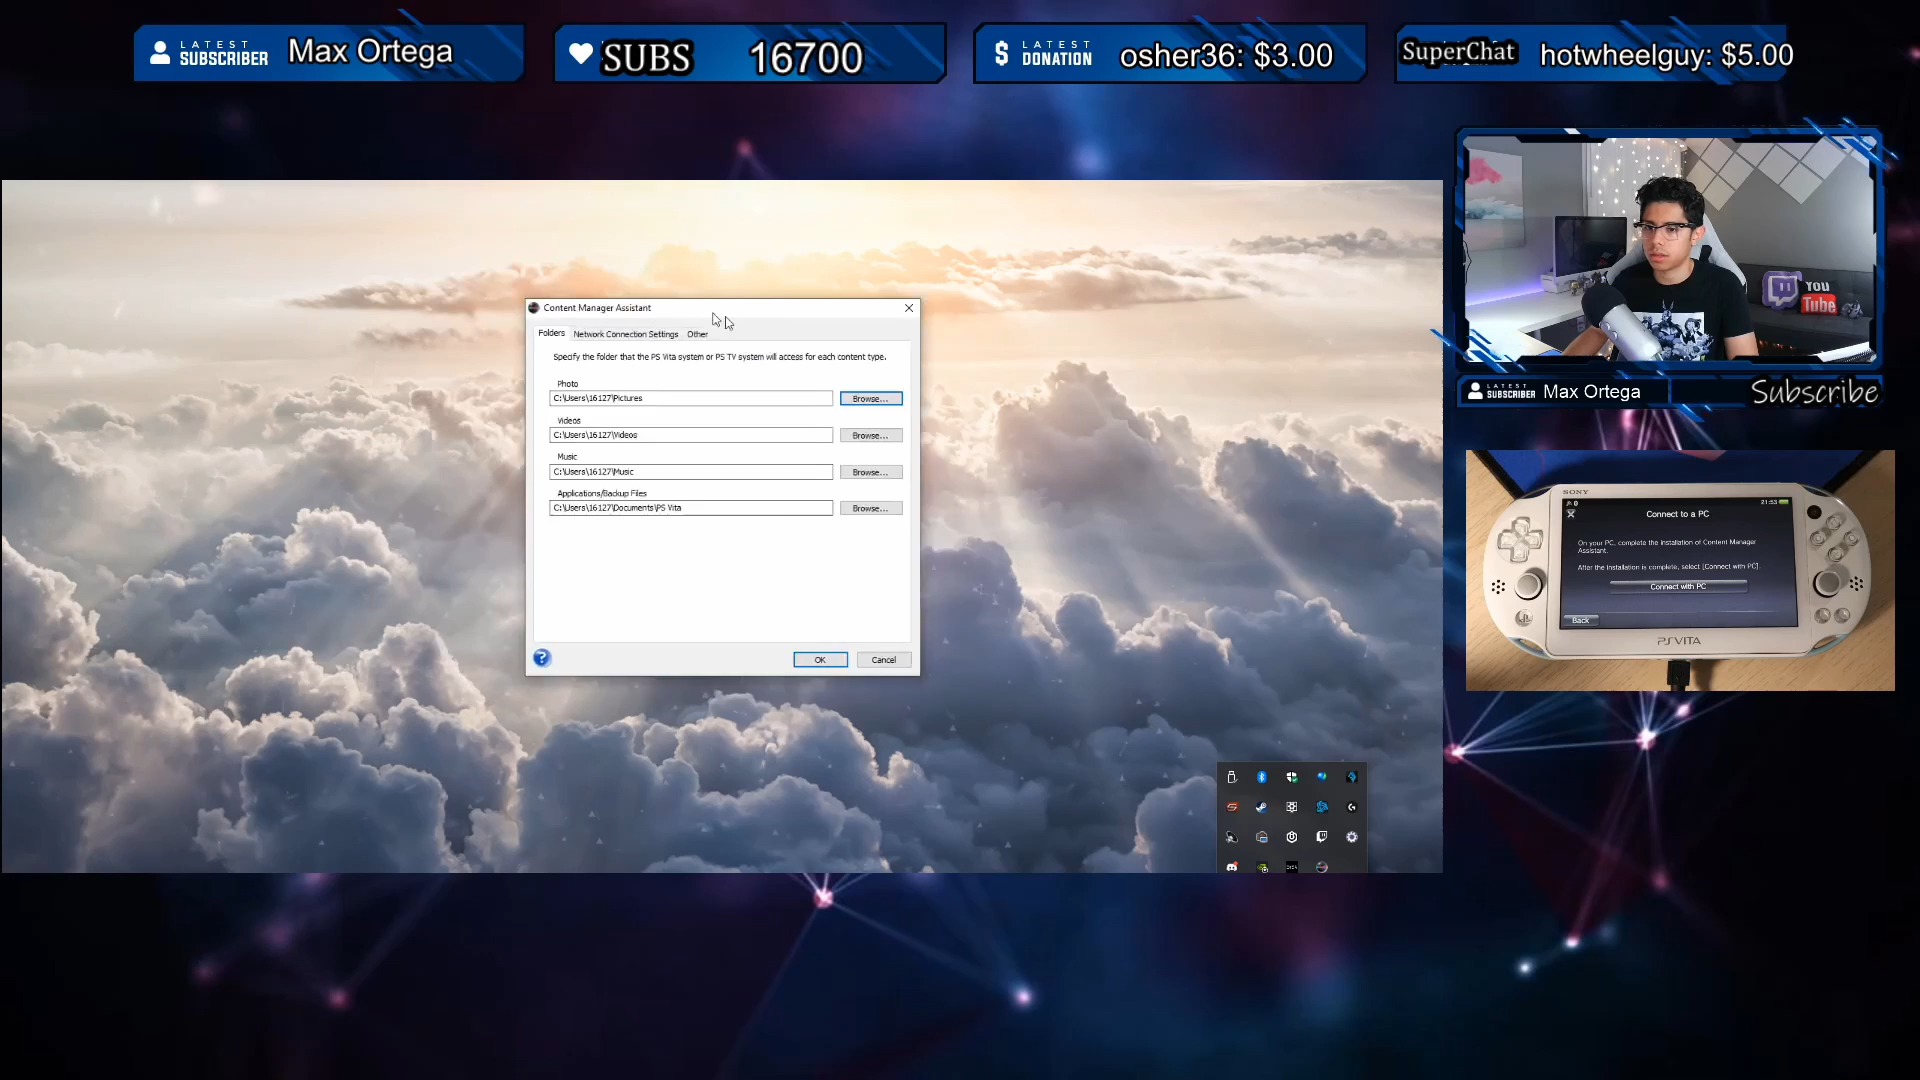 LATEST
SUBSCRIBER
Max Ortega
SUBS 16700
LATEST
DONATION
osher36: $3.00
SuperChat
hotwheelguy: $5.00
YOU
Tube
LATEST
SUBSCRIBER
Max Ortega
Subscribe
Content Manager Assistant
Folders Network Connection Settings Other
Specify the folder that the PS Vita system or PS TV system will access for each content type.
Photo
C:\Users\16127\Pictures
Browse...
Videos
C:\Users\16127\Videos
Browse...
Music
C:\Users\16127\Music
Browse...
Applications/Backup Files
C:\Users\16127\Documents\PS Vita
Browse...
OK Cancel
SONY
21:53
Connect to a PC
On your PC, complete the installation of Content Manager
Assistant.
After the installation is complete, select [Connect with PC].
Connect with PC
Back
PSVITA